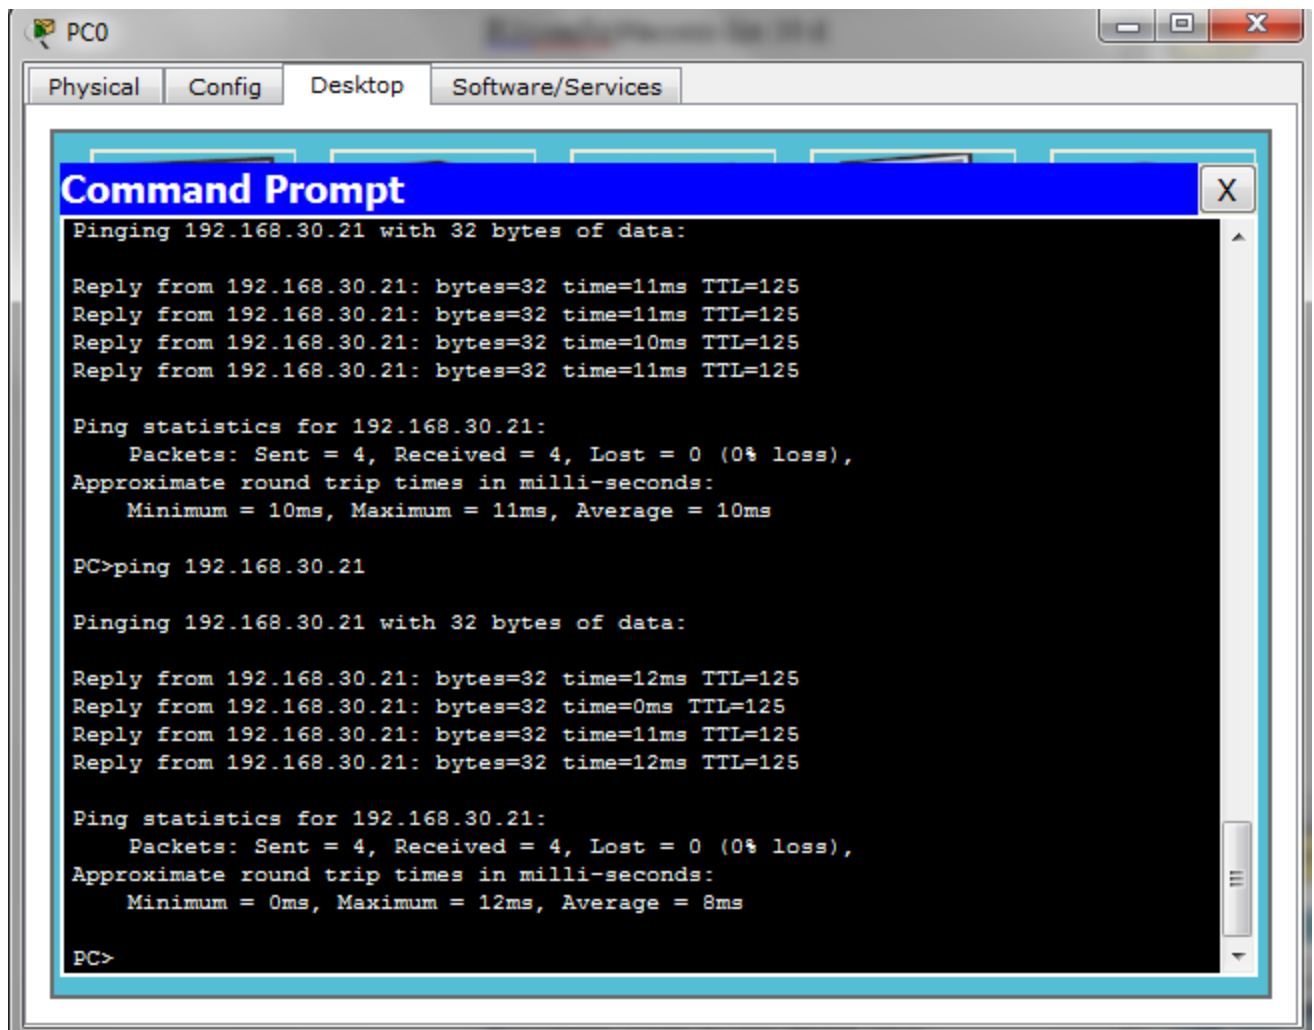 PC0
Physical Config Desktop Software/Services
Command Prompt X
Pinging 192.168.30.21 with 32 bytes of data:
Reply from 192.168.30.21: bytes=32 time=11ms TTL=125
Reply from 192.168.30.21: bytes=32 time=11ms TTL=125
Reply from 192.168.30.21: bytes=32 time=10ms TTL=125
Reply from 192.168.30.21: bytes=32 time=11ms TTL=125
Ping statistics for 192.168.30.21:
Packets: Sent = 4, Received = 4, Lost = 0 (0% loss),
Approximate round trip times in milli-seconds:
Minimum = 10ms, Maximum = 11ms, Average = 10ms
PC>ping 192.168.30.21
Pinging 192.168.30.21 with 32 bytes of data:
Reply from 192.168.30.21: bytes=32 time=12ms TTL=125
Reply from 192.168.30.21: bytes=32 time=0ms TTL=125
Reply from 192.168.30.21: bytes=32 time=11ms TTL=125
Reply from 192.168.30.21: bytes=32 time=12ms TTL=125
Ping statistics for 192.168.30.21:
Packets: Sent = 4, Received = 4, Lost = 0 (0% loss),
Approximate round trip times in milli-seconds:
Minimum = 0ms, Maximum = 12ms, Average = 8ms
PC>